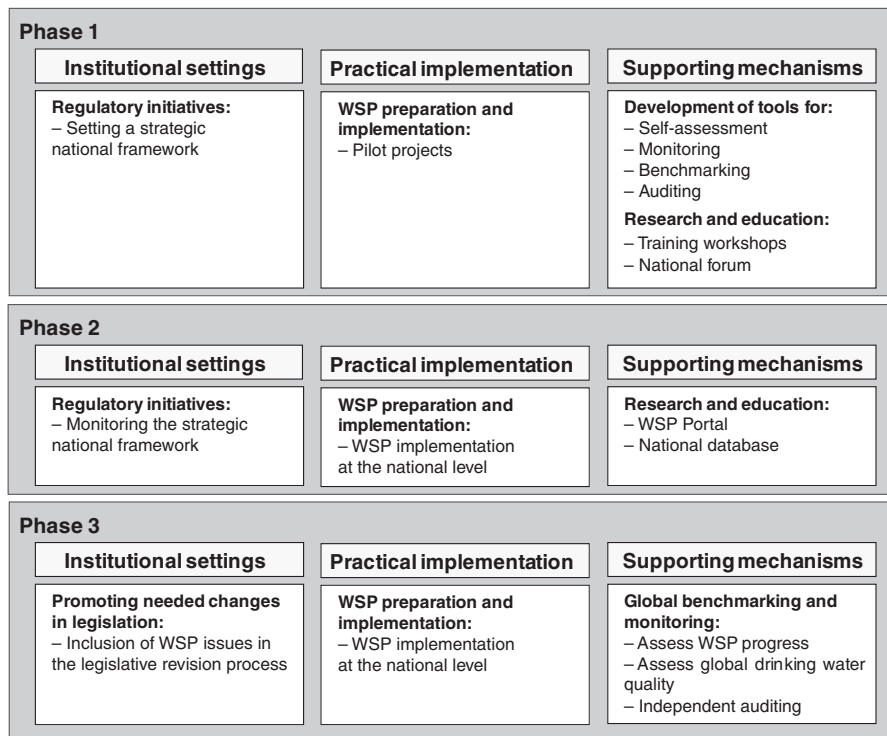 Phase 1
Institutional settings
Regulatory initiatives:
– Setting a strategic
national framework
Practical implementation
WSP preparation and
implementation:
– Pilot projects
Supporting mechanisms
Development of tools for:
– Self-assessment
– Monitoring
– Benchmarking
– Auditing
Research and education:
– Training workshops
– National forum
Phase 2
Institutional settings
Regulatory initiatives:
– Monitoring the strategic
national framework
Practical implementation
WSP preparation and
implementation:
– WSP implementation
at the national level
Supporting mechanisms
Research and education:
– WSP Portal
– National database
Phase 3
Institutional settings
Promoting needed changes
in legislation:
– Inclusion of WSP issues in
the legislative revision process
Practical implementation
WSP preparation and
implementation:
– WSP implementation
at the national level
Supporting mechanisms
Global benchmarking and
monitoring:
– Assess WSP progress
– Assess global drinking water
quality
– Independent auditing